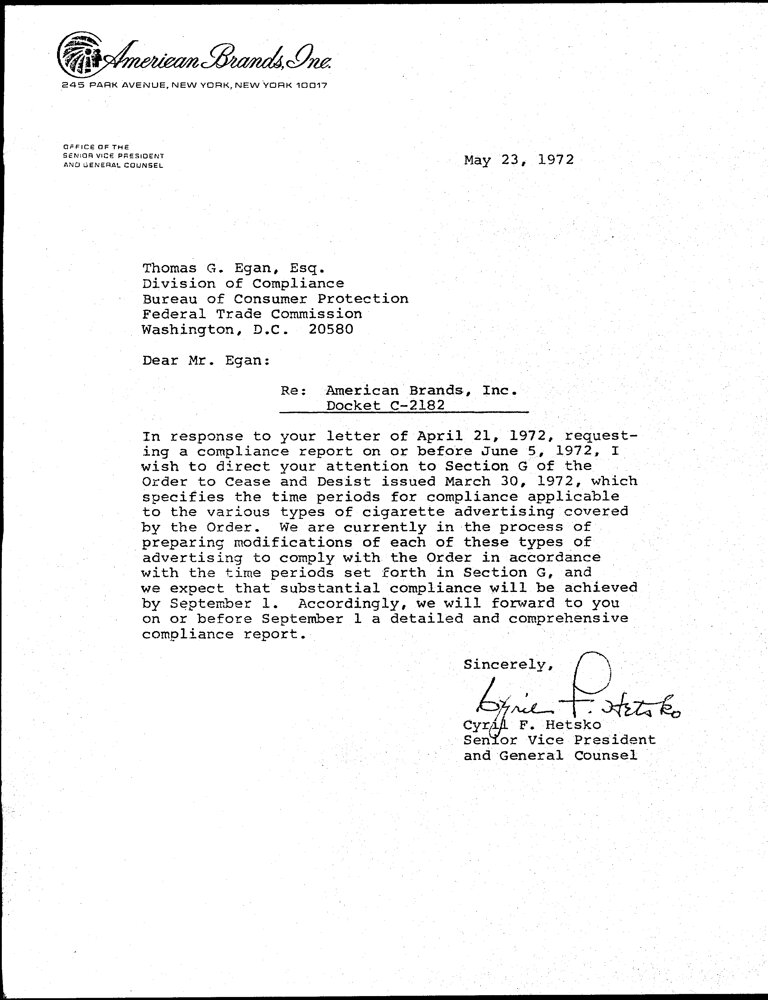 American Brands, Inc.
245 PARK AVENUE, NEW YORK, NEW YORK 10017
OFFICE OF THE
SENIOR VICE PRESIDENT
AND GENERAL COUNSEL
May 23, 1972
Thomas G. Egan, Esq.
Division of Compliance
Bureau of Consumer Protection
Federal Trade Commission
Washington, D.C. 20580
Dear Mr. Egan:
Re: American Brands, Inc.
Docket C-2182
In response to your letter of April 21, 1972, request-
ing a compliance report on or before June 5, 1972, I
wish to direct your attention to Section G of the
Order to Cease and Desist issued March 30, 1972, which
specifies the time periods for compliance applicable
to the various types of cigarette advertising covered
by the Order. We are currently in the process of
preparing modifications of each of these types of
advertising to comply with the Order in accordance
with the time periods set forth in Section G, and
we expect that substantial compliance will be achieved
by September 1. Accordingly, we will forward to you
on or before September 1 a detailed and comprehensive
compliance report.
Sincerely,
Cyril F. Hetsko
Cyril F. Hetsko
Senior Vice President
and General Counsel